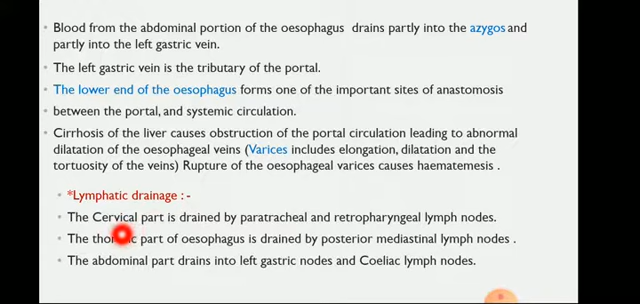 Blood from the abdominal portion of the oesophagus drains partly into the azygos and
partly into the left gastric vein.
The left gastric vein is the tributary of the portal.
The lower end of the oesophagus forms one of the important sites of anastomosis
between the portal, and systemic circulation.
Cirrhosis of the liver causes obstruction of the portal circulation leading to abnormal
dilatation of the oesophageal veins (Varices includes elongation, dilatation and
the tortuosity of the veins) Rupture of the oesophageal varices causes haematemesis .
*Lymphatic drainage : -
The Cervical part is drained by paratracheal and retropharyngeal lymph nodes.
The part of oesophagus is drained by posterior mediastinal lymph nodes .
The abdominal part drains into left gastric nodes and Coeliac lymph nodes.